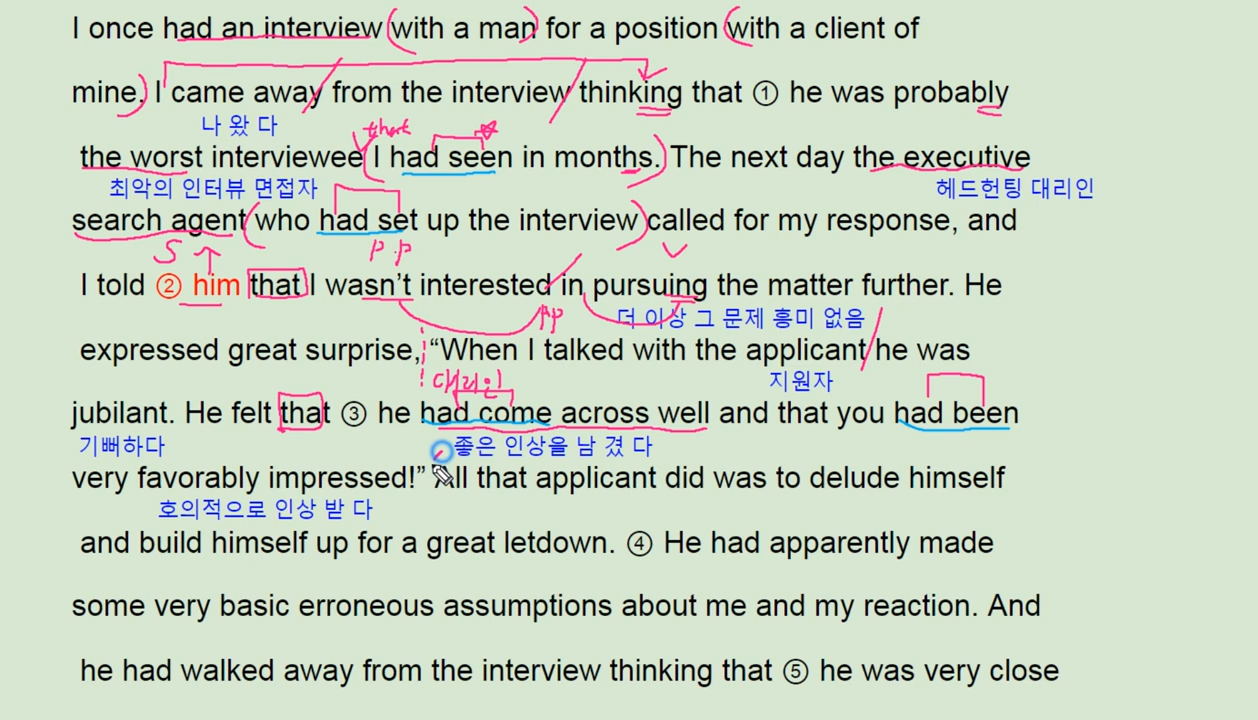 I once had an interview (with a man) for a position (with a client of
mine.) I came away from the interview thinking that ① he was probably
나 왔 다
that
the worst interviewee (I had seen in months.) The next day the executive
최악의 인터뷰 면접자
헤드헌팅 대리인
search agent (who had set up the interview) called for my response, and
S
P.P
I told ② him that I wasn’t interested in pursuing the matter further. He
PP
더 이상 그 문제 흥미 없음
expressed great surprise, “When I talked with the applicant he was
대리인
지원자
jubilant. He felt that ③ he had come across well and that you had been
기뻐하다
좋은 인상을 남 겼 다
very favorably impressed!” All that applicant did was to delude himself
호의적으로 인상 받 다
and build himself up for a great letdown. ④ He had apparently made
some very basic erroneous assumptions about me and my reaction. And
he had walked away from the interview thinking that ⑤ he was very close